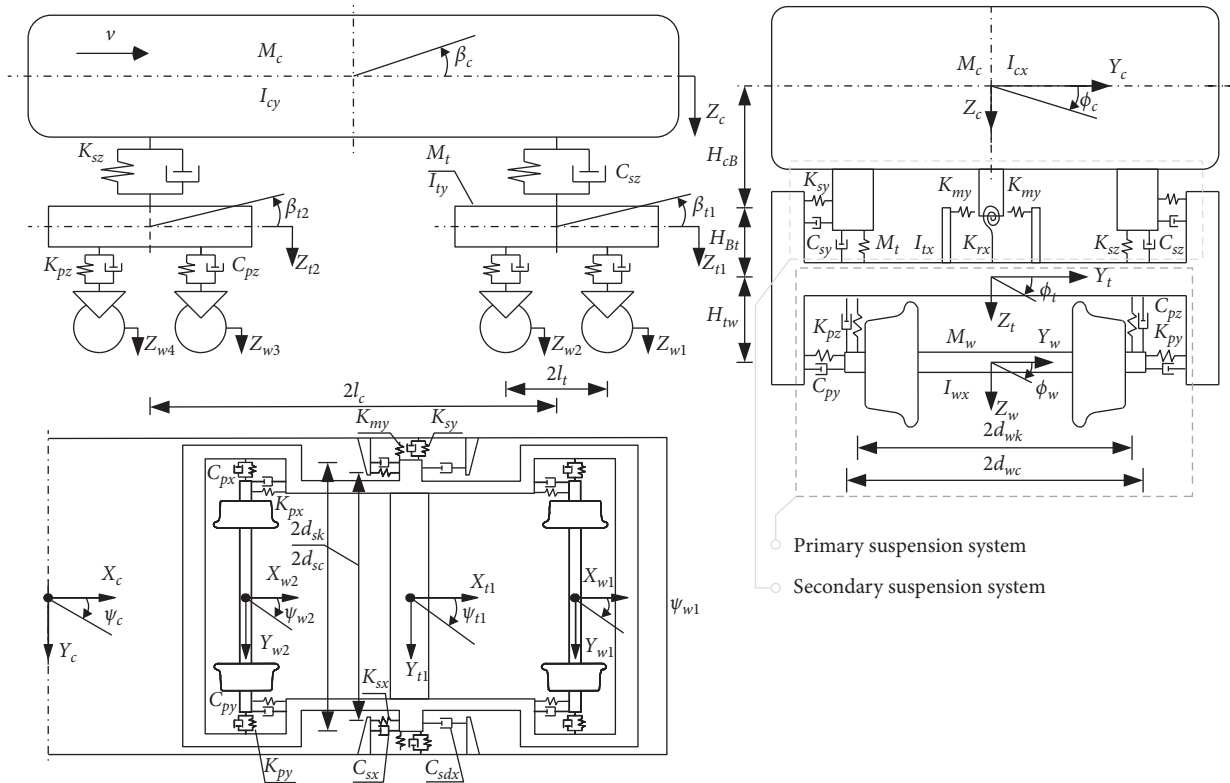 v
M_c
β_c
I_cy
Z_c
K_sz
M_t
I_ty
C_sz
β_t2
β_t1
Z_t2
Z_t1
K_pz
C_pz
Z_w4
Z_w3
Z_w2
Z_w1
2l_t
2l_c
M_c
I_cx
Y_c
ϕ_c
Z_c
H_cB
K_sy
K_my
K_my
C_sy
M_t
I_tx
K_rx
K_sz
C_sz
H_Bt
Y_t
ϕ_t
Z_t
H_tw
K_pz
C_pz
K_py
M_w
Y_w
C_py
I_wx
ϕ_w
Z_w
2d_wk
2d_wc
Primary suspension system
Secondary suspension system
K_my
K_sy
C_px
K_px
2d_sk
2d_sc
X_c
X_w2
X_t1
X_w1
ψ_c
ψ_w2
ψ_t1
ψ_w1
Y_c
Y_w2
Y_t1
Y_w1
K_sx
C_py
K_py
C_sx
C_sdx